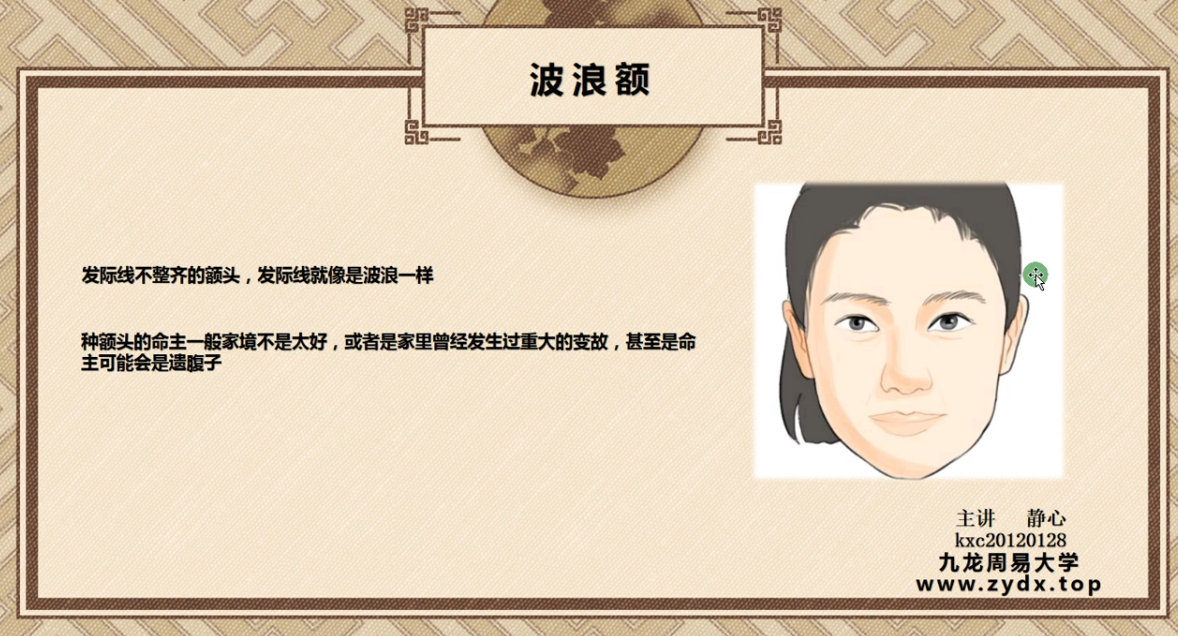 波浪额
发际线不整齐的额头，发际线就像是波浪一样
种额头的命主一般家境不是太好，或者是家里曾经发生过重大的变故，甚至是命
主可能会是遗腹子
主讲 静心
kxc20120128
九龙周易大学
www.zydx.top